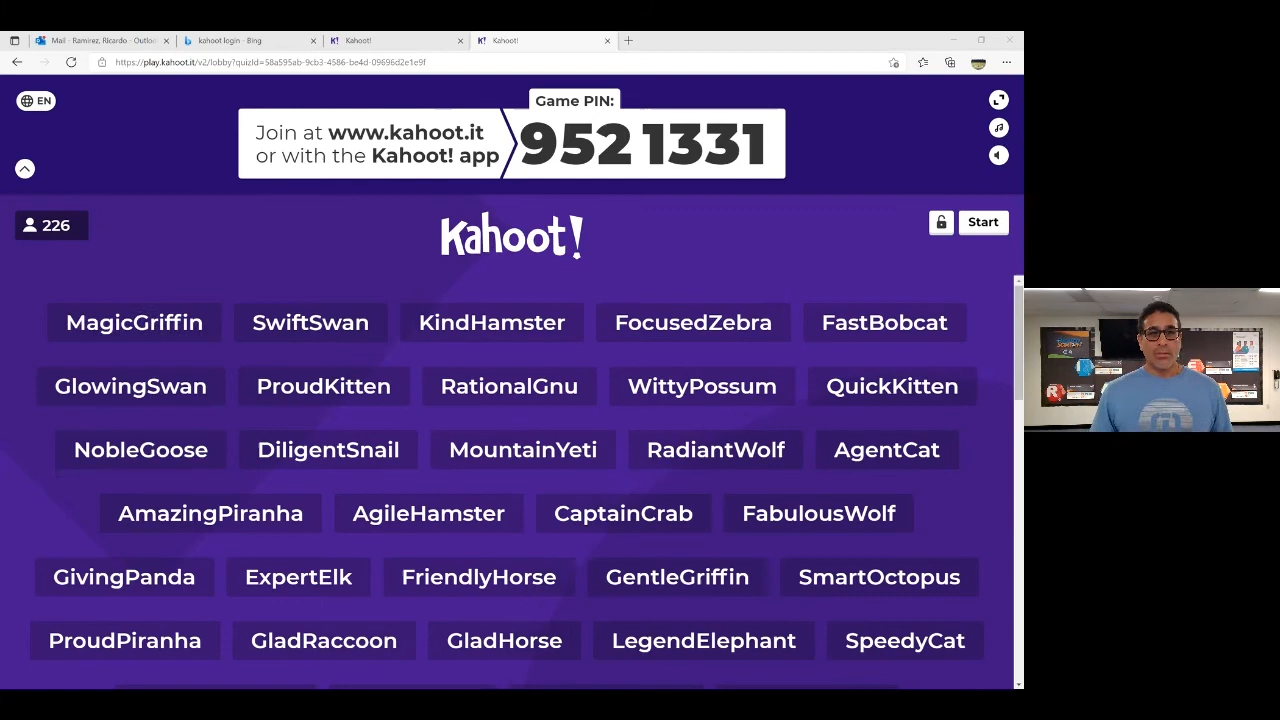 Mail - Ramirez, Ricardo - Outloo
kahoot login - Bing
Kahoot!
Kahoot!
https://play.kahoot.it/v2/lobby?quizId=58a595ab-9cb3-4586-be4d-09696d2e1e9f
EN
Game PIN:
Join at www.kahoot.it
or with the Kahoot! app
952 1331
226
Kahoot!
Start
MagicGriffin SwiftSwan KindHamster FocusedZebra FastBobcat
GlowingSwan ProudKitten RationalGnu WittyPossum QuickKitten
NobleGoose DiligentSnail MountainYeti RadiantWolf AgentCat
AmazingPiranha AgileHamster CaptainCrab FabulousWolf
GivingPanda ExpertElk FriendlyHorse GentleGriffin SmartOctopus
ProudPiranha GladRaccoon GladHorse LegendElephant SpeedyCat